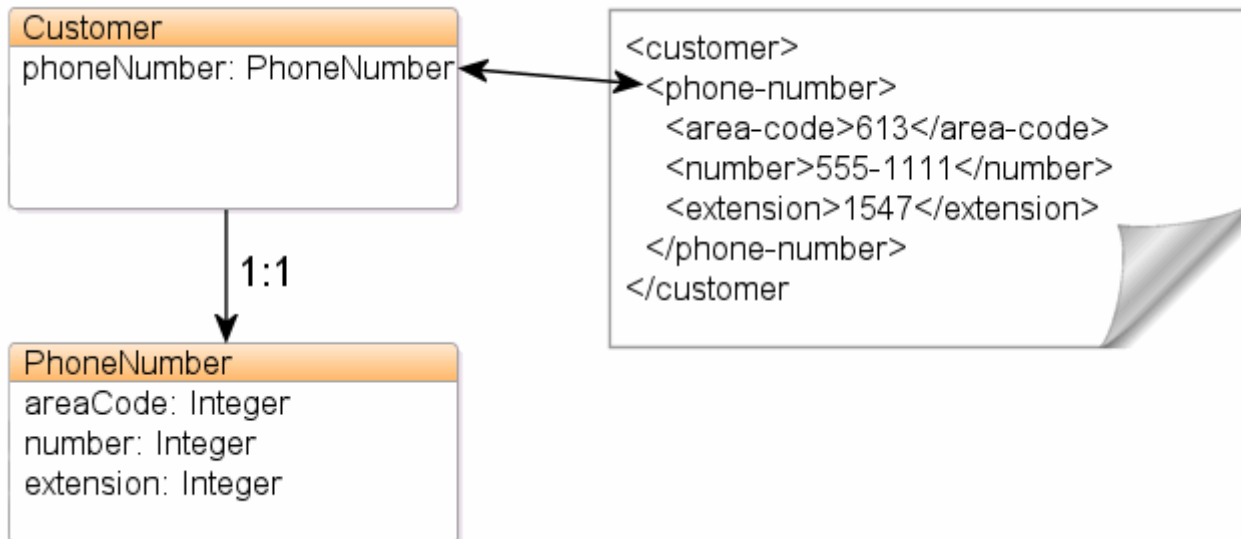 Customer
phoneNumber: PhoneNumber
1:1
PhoneNumber
areaCode: Integer
number: Integer
extension: Integer
<customer>
<phone-number>
<area-code>613</area-code>
<number>555-1111</number>
<extension>1547</extension>
</phone-number>
</customer